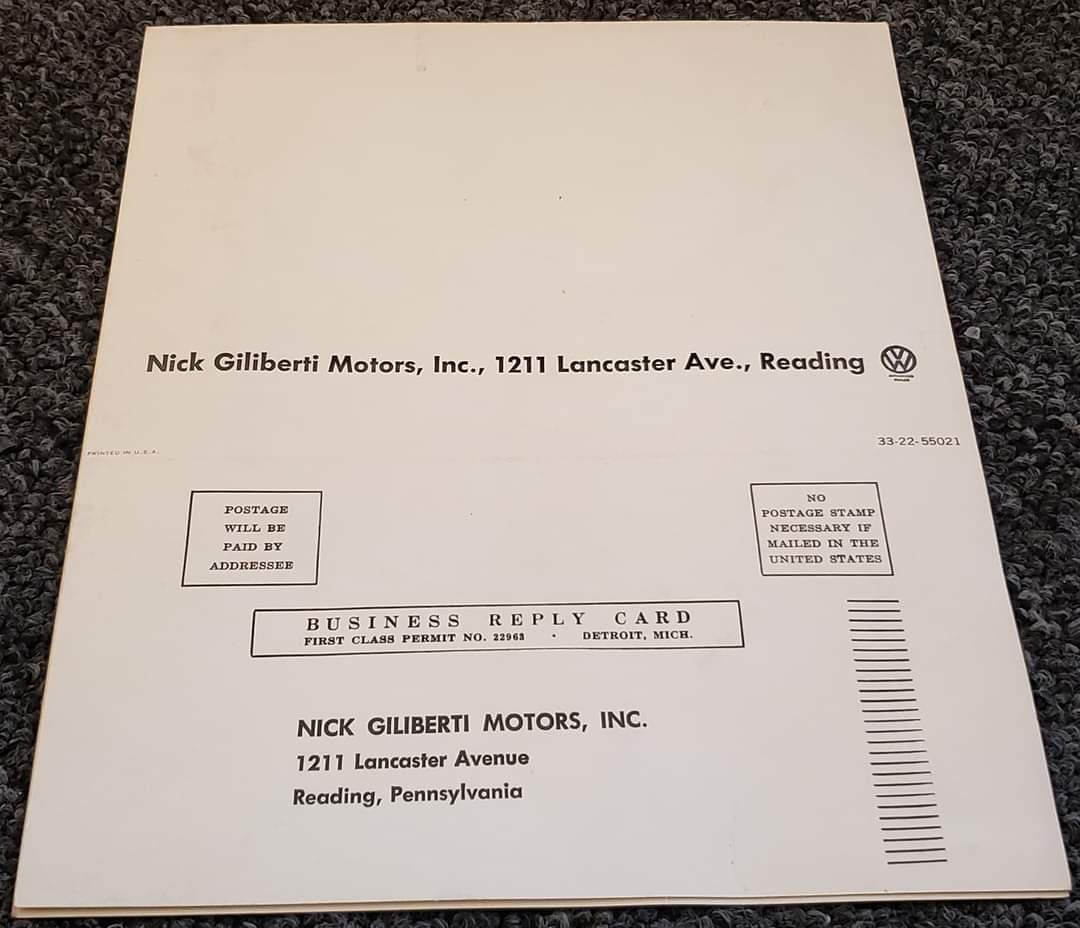 Nick Giliberti Motors, Inc., 1211 Lancaster Ave., Reading
33-22-55021
PRINTED IN U.S.A.
POSTAGE
WILL BE
PAID BY
ADDRESSEE
NO
POSTAGE STAMP
NECESSARY IF
MAILED IN THE
UNITED STATES
BUSINESS REPLY CARD
FIRST CLASS PERMIT NO. 22963 • DETROIT, MICH.
NICK GILIBERTI MOTORS, INC.
1211 Lancaster Avenue
Reading, Pennsylvania